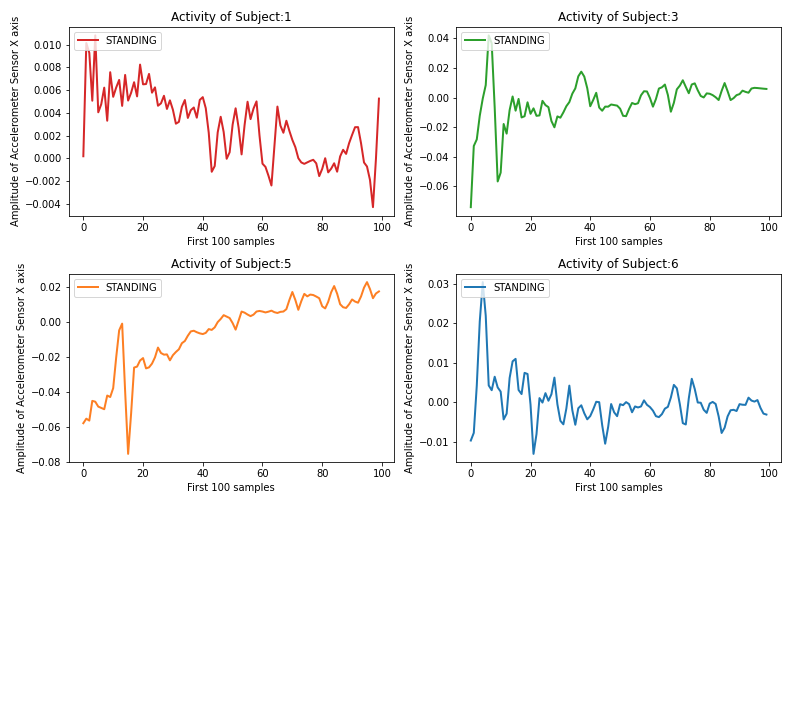 Activity of Subject:1
Amplitude of Accelerometer Sensor X axis
STANDING
0.010
0.008
0.006
0.004
0.002
0.000
−0.002
−0.004
0 20 40 60 80 100
First 100 samples
Activity of Subject:3
Amplitude of Accelerometer Sensor X axis
STANDING
0.04
0.02
0.00
−0.02
−0.04
−0.06
0 20 40 60 80 100
First 100 samples
Activity of Subject:5
Amplitude of Accelerometer Sensor X axis
STANDING
0.02
0.00
−0.02
−0.04
−0.06
−0.08
0 20 40 60 80 100
First 100 samples
Activity of Subject:6
Amplitude of Accelerometer Sensor X axis
STANDING
0.03
0.02
0.01
0.00
−0.01
0 20 40 60 80 100
First 100 samples